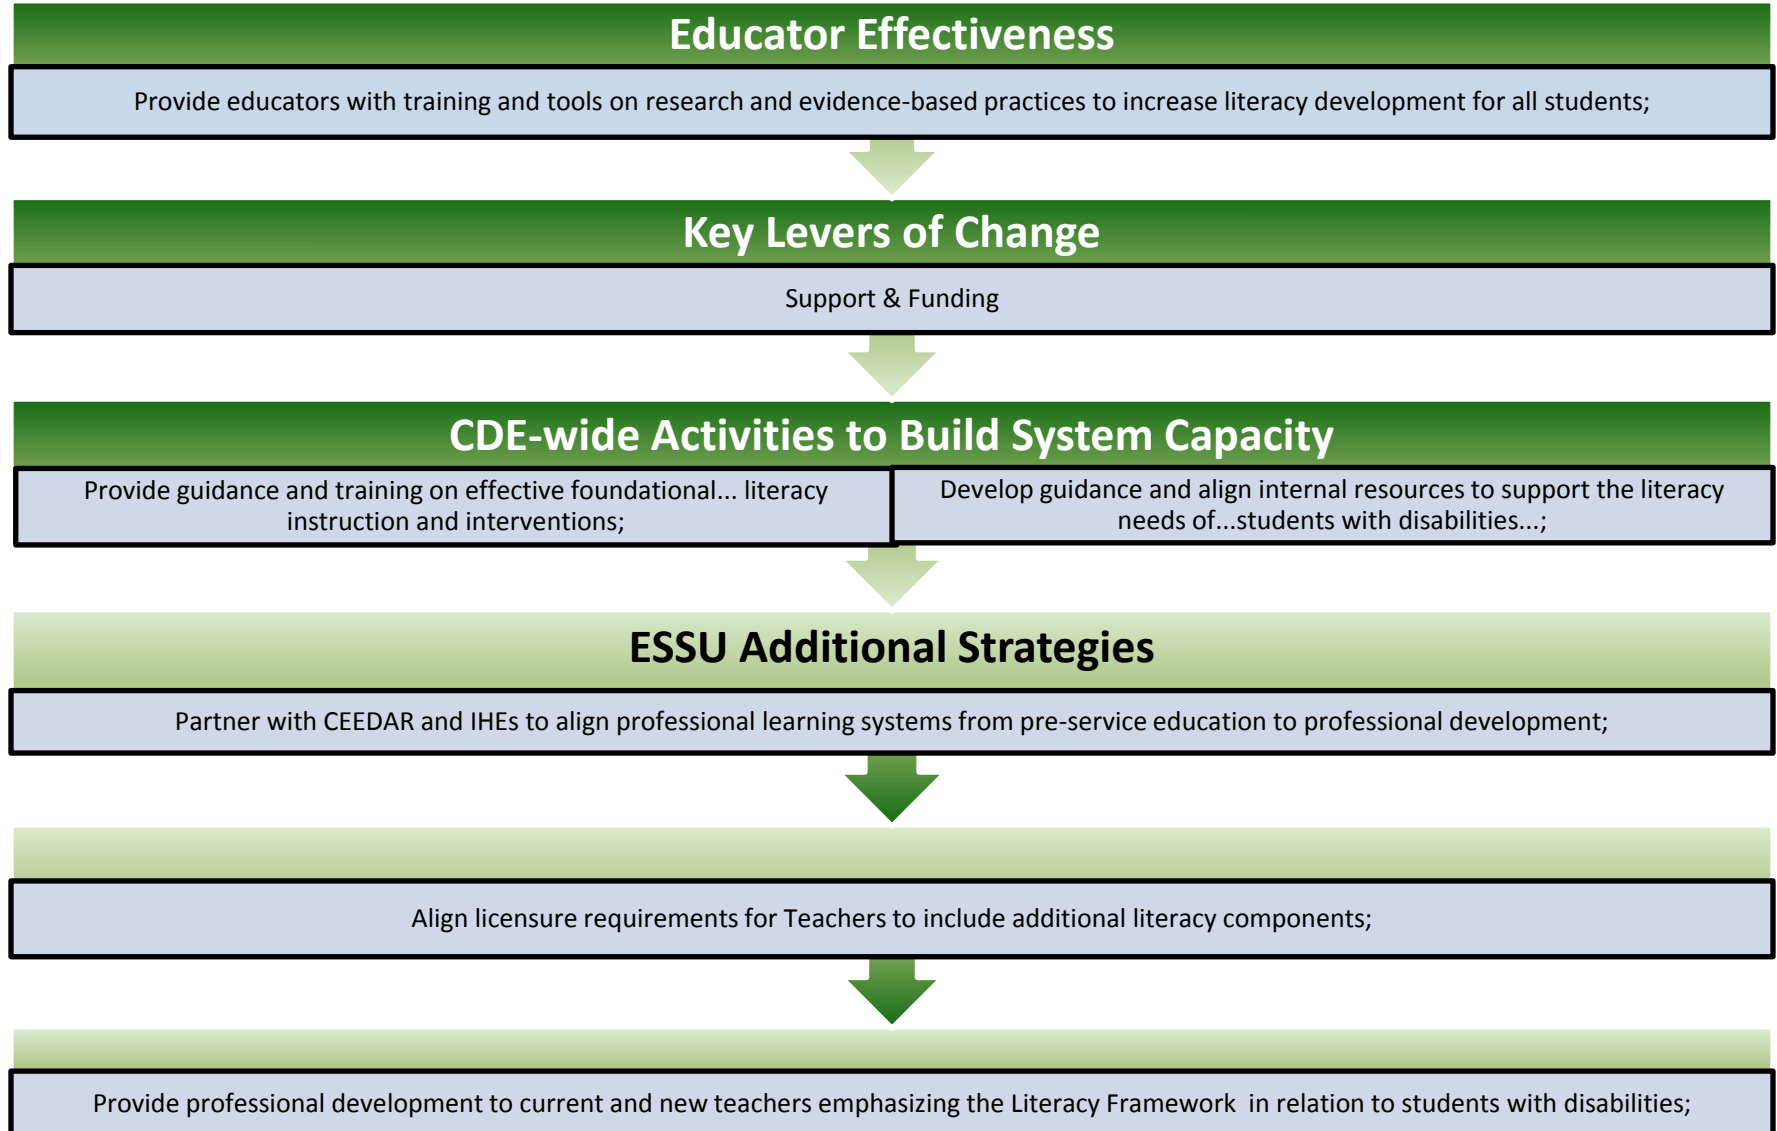 Educator Effectiveness
Provide educators with training and tools on research and evidence-based practices to increase literacy development for all students;
Key Levers of Change
Support & Funding
CDE-wide Activities to Build System Capacity
Provide guidance and training on effective foundational... literacy
instruction and interventions;
Develop guidance and align internal resources to support the literacy
needs of...students with disabilities...;
ESSU Additional Strategies
Partner with CEEDAR and IHEs to align professional learning systems from pre-service education to professional development;
Align licensure requirements for Teachers to include additional literacy components;
Provide professional development to current and new teachers emphasizing the Literacy Framework in relation to students with disabilities;